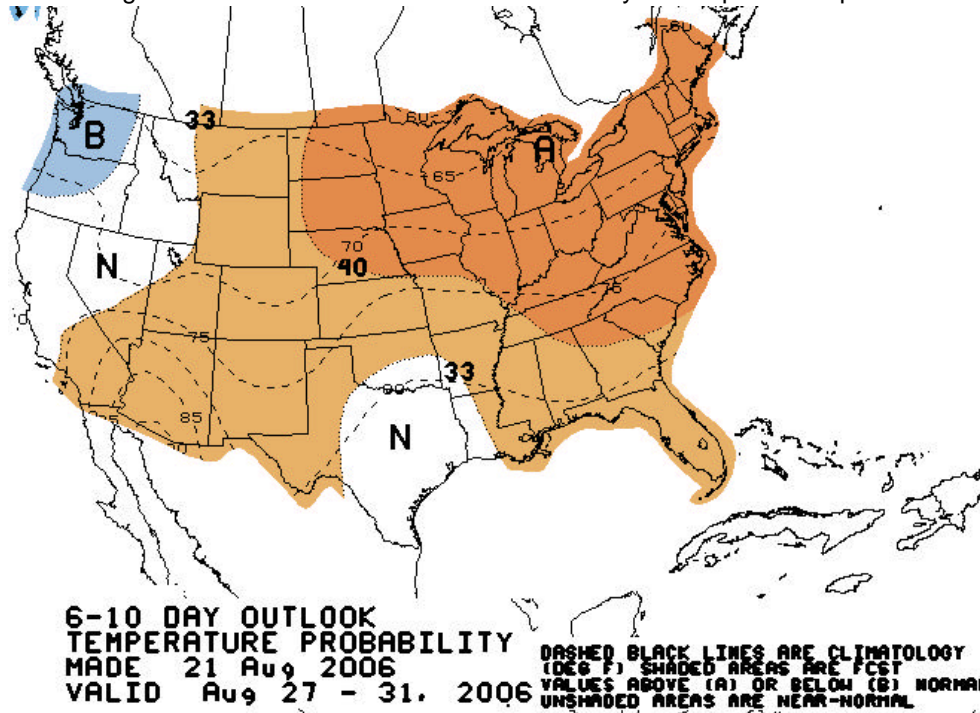 -60
33
60
B
A
65
N
70
40
75
33
85
N
6-10 DAY OUTLOOK
TEMPERATURE PROBABILITY
MADE 21 Aug 2006
VALID Aug 27 - 31, 2006
DASHED BLACK LINES ARE CLIMATOLOGY
(DEG F) SHADED AREAS ARE FCST
VALUES ABOVE (A) OR BELOW (B) NORMAL
UNSHADED AREAS ARE NEAR-NORMAL